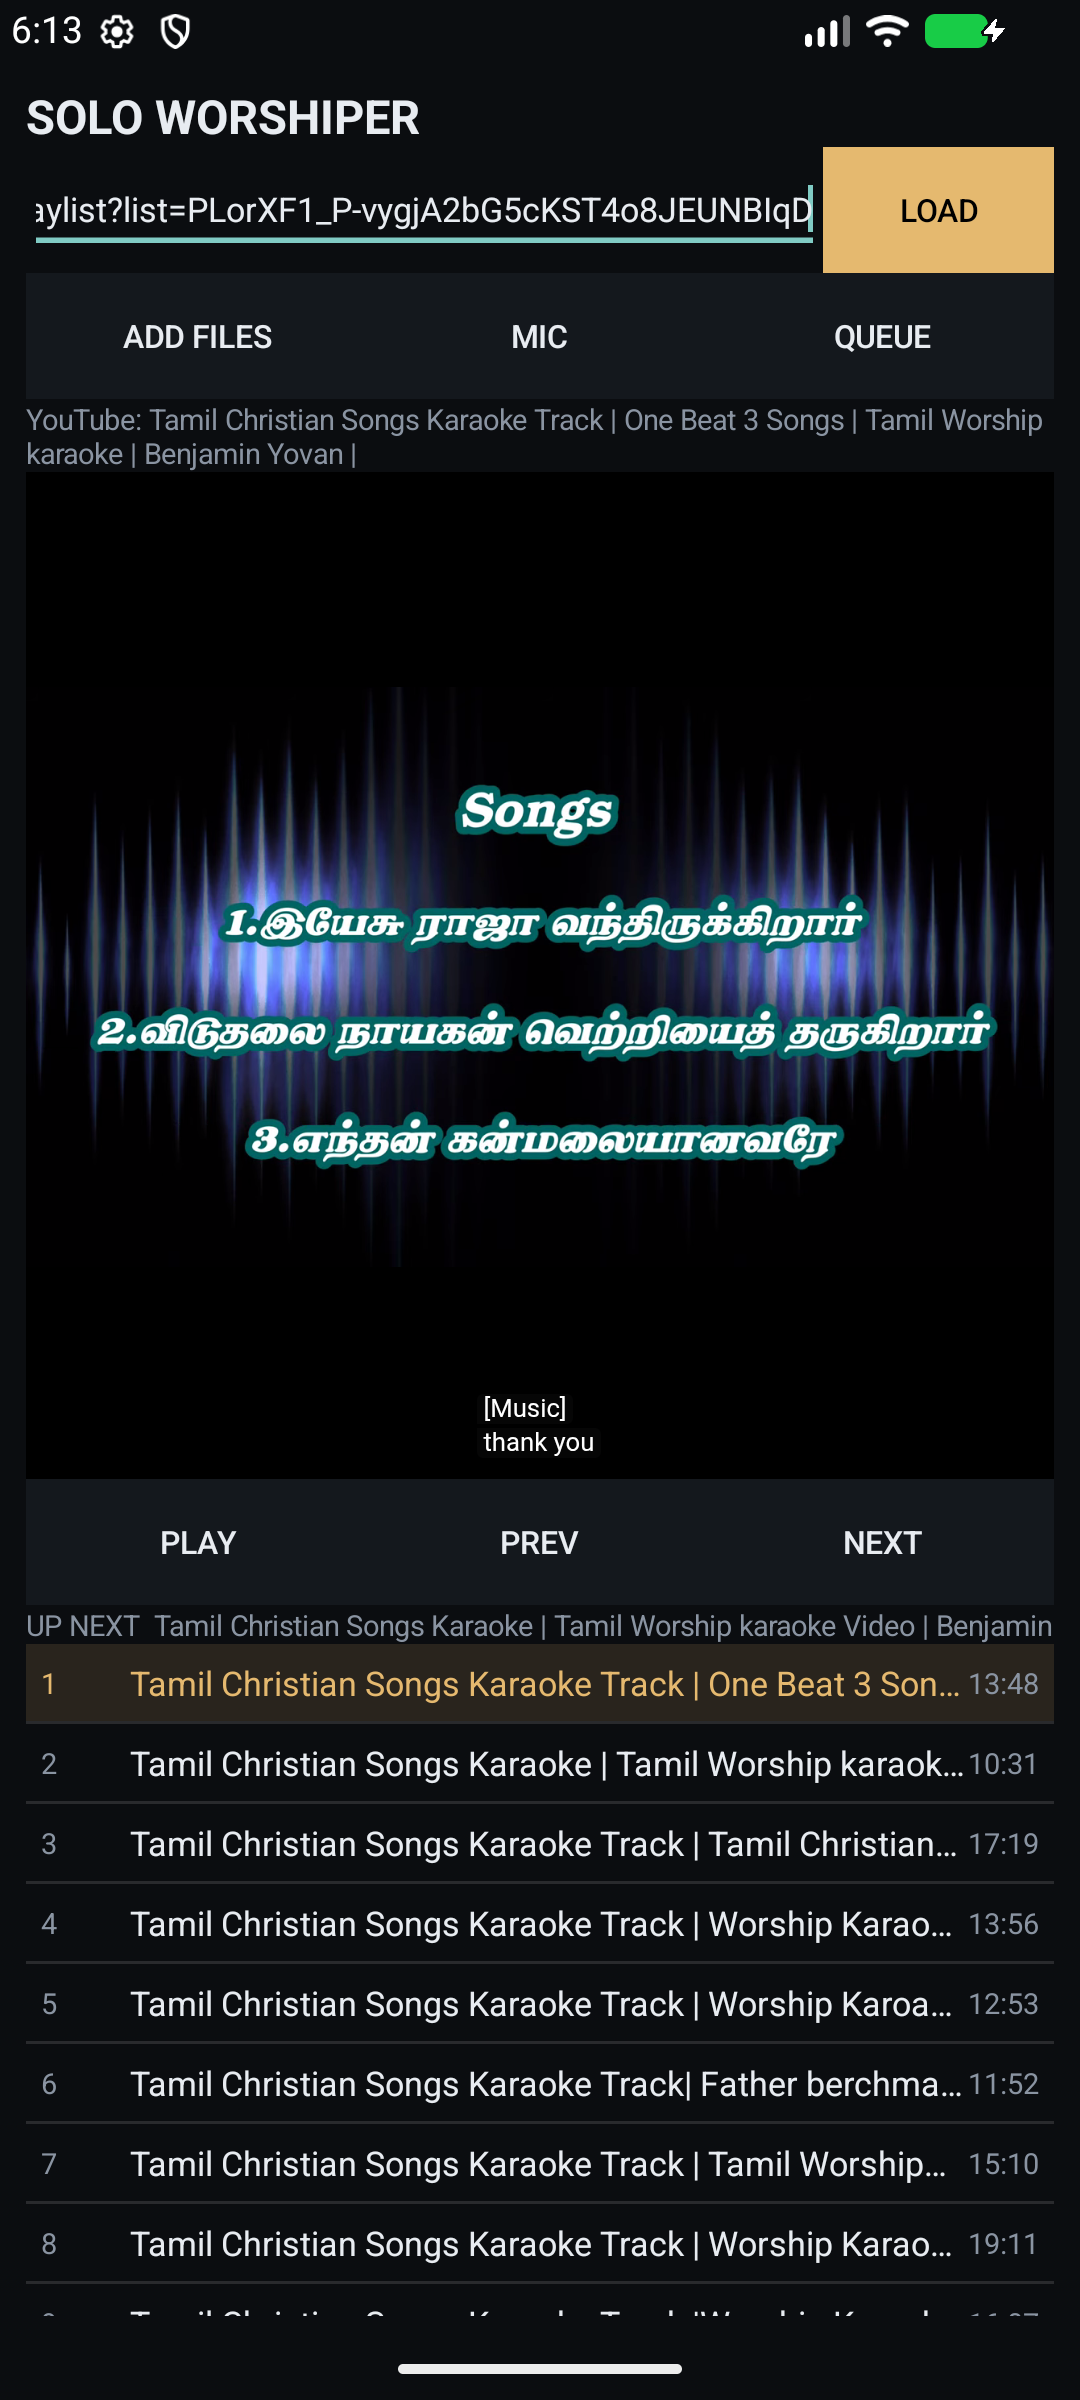 6:13
SOLO WORSHIPER
aylist?list=PLorXF1_P-vygjA2bG5cKST4o8JEUNBIqD
LOAD
ADD FILES MIC QUEUE
YouTube: Tamil Christian Songs Karaoke Track | One Beat 3 Songs | Tamil Worship
karaoke | Benjamin Yovan |
Songs
1.இயேசு ராஜா வந்திருக்கிறார்
2.விடுதலை நாயகன் வெற்றியைத் தருகிறார்
3.எந்தன் கன்மலையானவரே
[Music]
thank you
PLAY PREV NEXT
UP NEXT Tamil Christian Songs Karaoke | Tamil Worship karaoke Video | Benjamin
1 Tamil Christian Songs Karaoke Track | One Beat 3 Son... 13:48
2 Tamil Christian Songs Karaoke | Tamil Worship karaok... 10:31
3 Tamil Christian Songs Karaoke Track | Tamil Christian... 17:19
4 Tamil Christian Songs Karaoke Track | Worship Karao... 13:56
5 Tamil Christian Songs Karaoke Track | Worship Karoa... 12:53
6 Tamil Christian Songs Karaoke Track| Father berchma... 11:52
7 Tamil Christian Songs Karaoke Track | Tamil Worship... 15:10
8 Tamil Christian Songs Karaoke Track | Worship Karao... 19:11